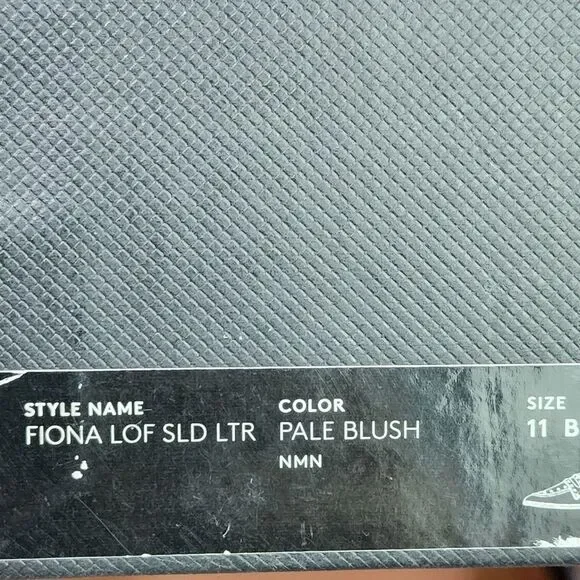 STYLE NAME COLOR SIZE
FIONA LOF SLD LTR PALE BLUSH 11 B
NMN